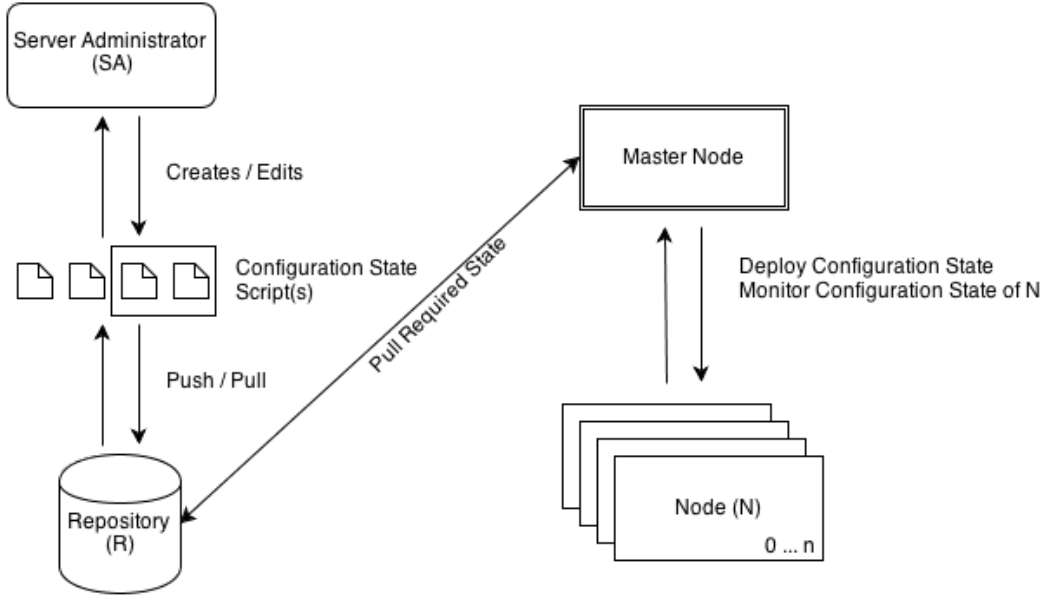 Server Administrator
(SA)
Creates / Edits
Configuration State
Script(s)
Push / Pull
Repository
(R)
Pull Required State
Master Node
Deploy Configuration State
Monitor Configuration State of N
Node (N)
0 ... n